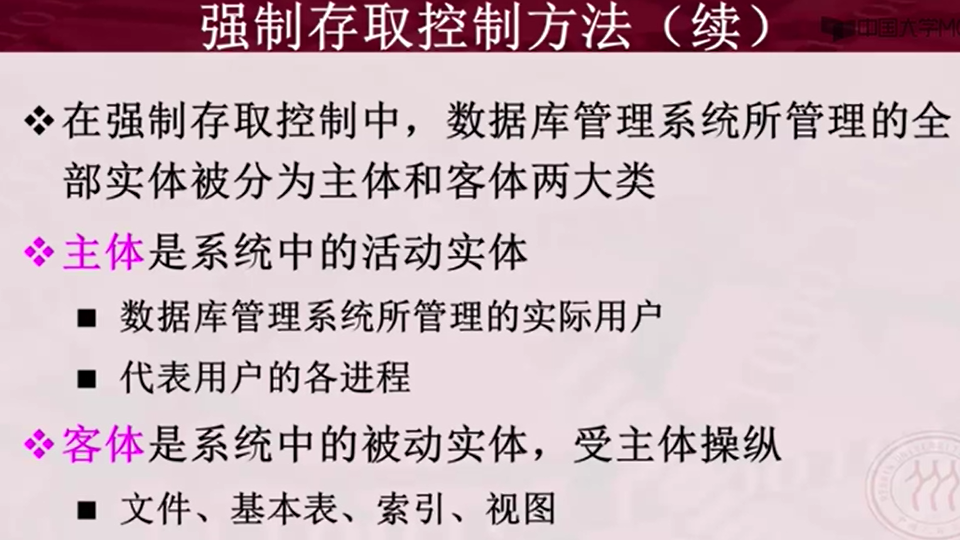 强制存取控制方法（续）
中国大学MO
❖在强制存取控制中，数据库管理系统所管理的全
部实体被分为主体和客体两大类
❖主体是系统中的活动实体
■ 数据库管理系统所管理的实际用户
■ 代表用户的各进程
❖客体是系统中的被动实体，受主体操纵
■ 文件、基本表、索引、视图